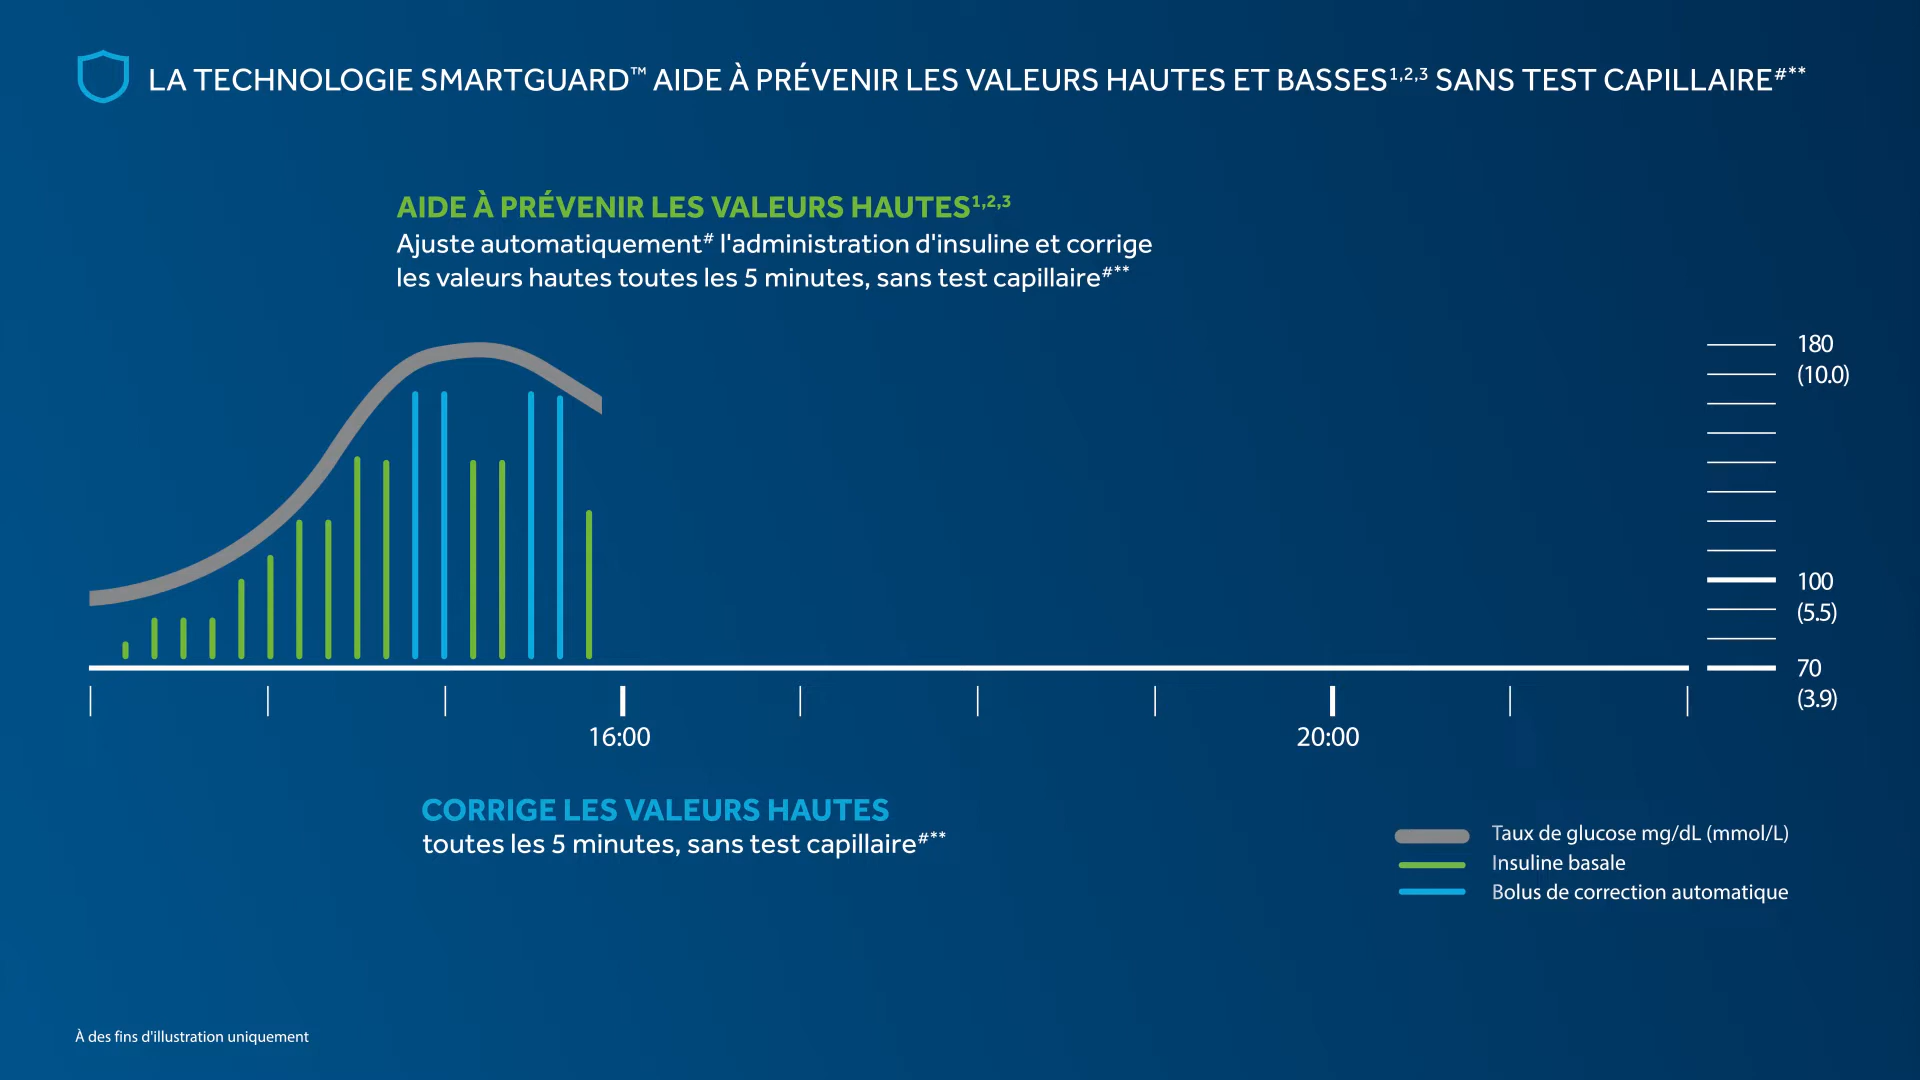 LA TECHNOLOGIE SMARTGUARD™ AIDE À PRÉVENIR LES VALEURS HAUTES ET BASSES1,2,3 SANS TEST CAPILLAIRE#**
AIDE À PRÉVENIR LES VALEURS HAUTES1,2,3
Ajuste automatiquement# l'administration d'insuline et corrige
les valeurs hautes toutes les 5 minutes, sans test capillaire#**
180
(10.0)
100
(5.5)
70
(3.9)
16:00
20:00
CORRIGE LES VALEURS HAUTES
toutes les 5 minutes, sans test capillaire#**
Taux de glucose mg/dL (mmol/L)
Insuline basale
Bolus de correction automatique
À des fins d'illustration uniquement